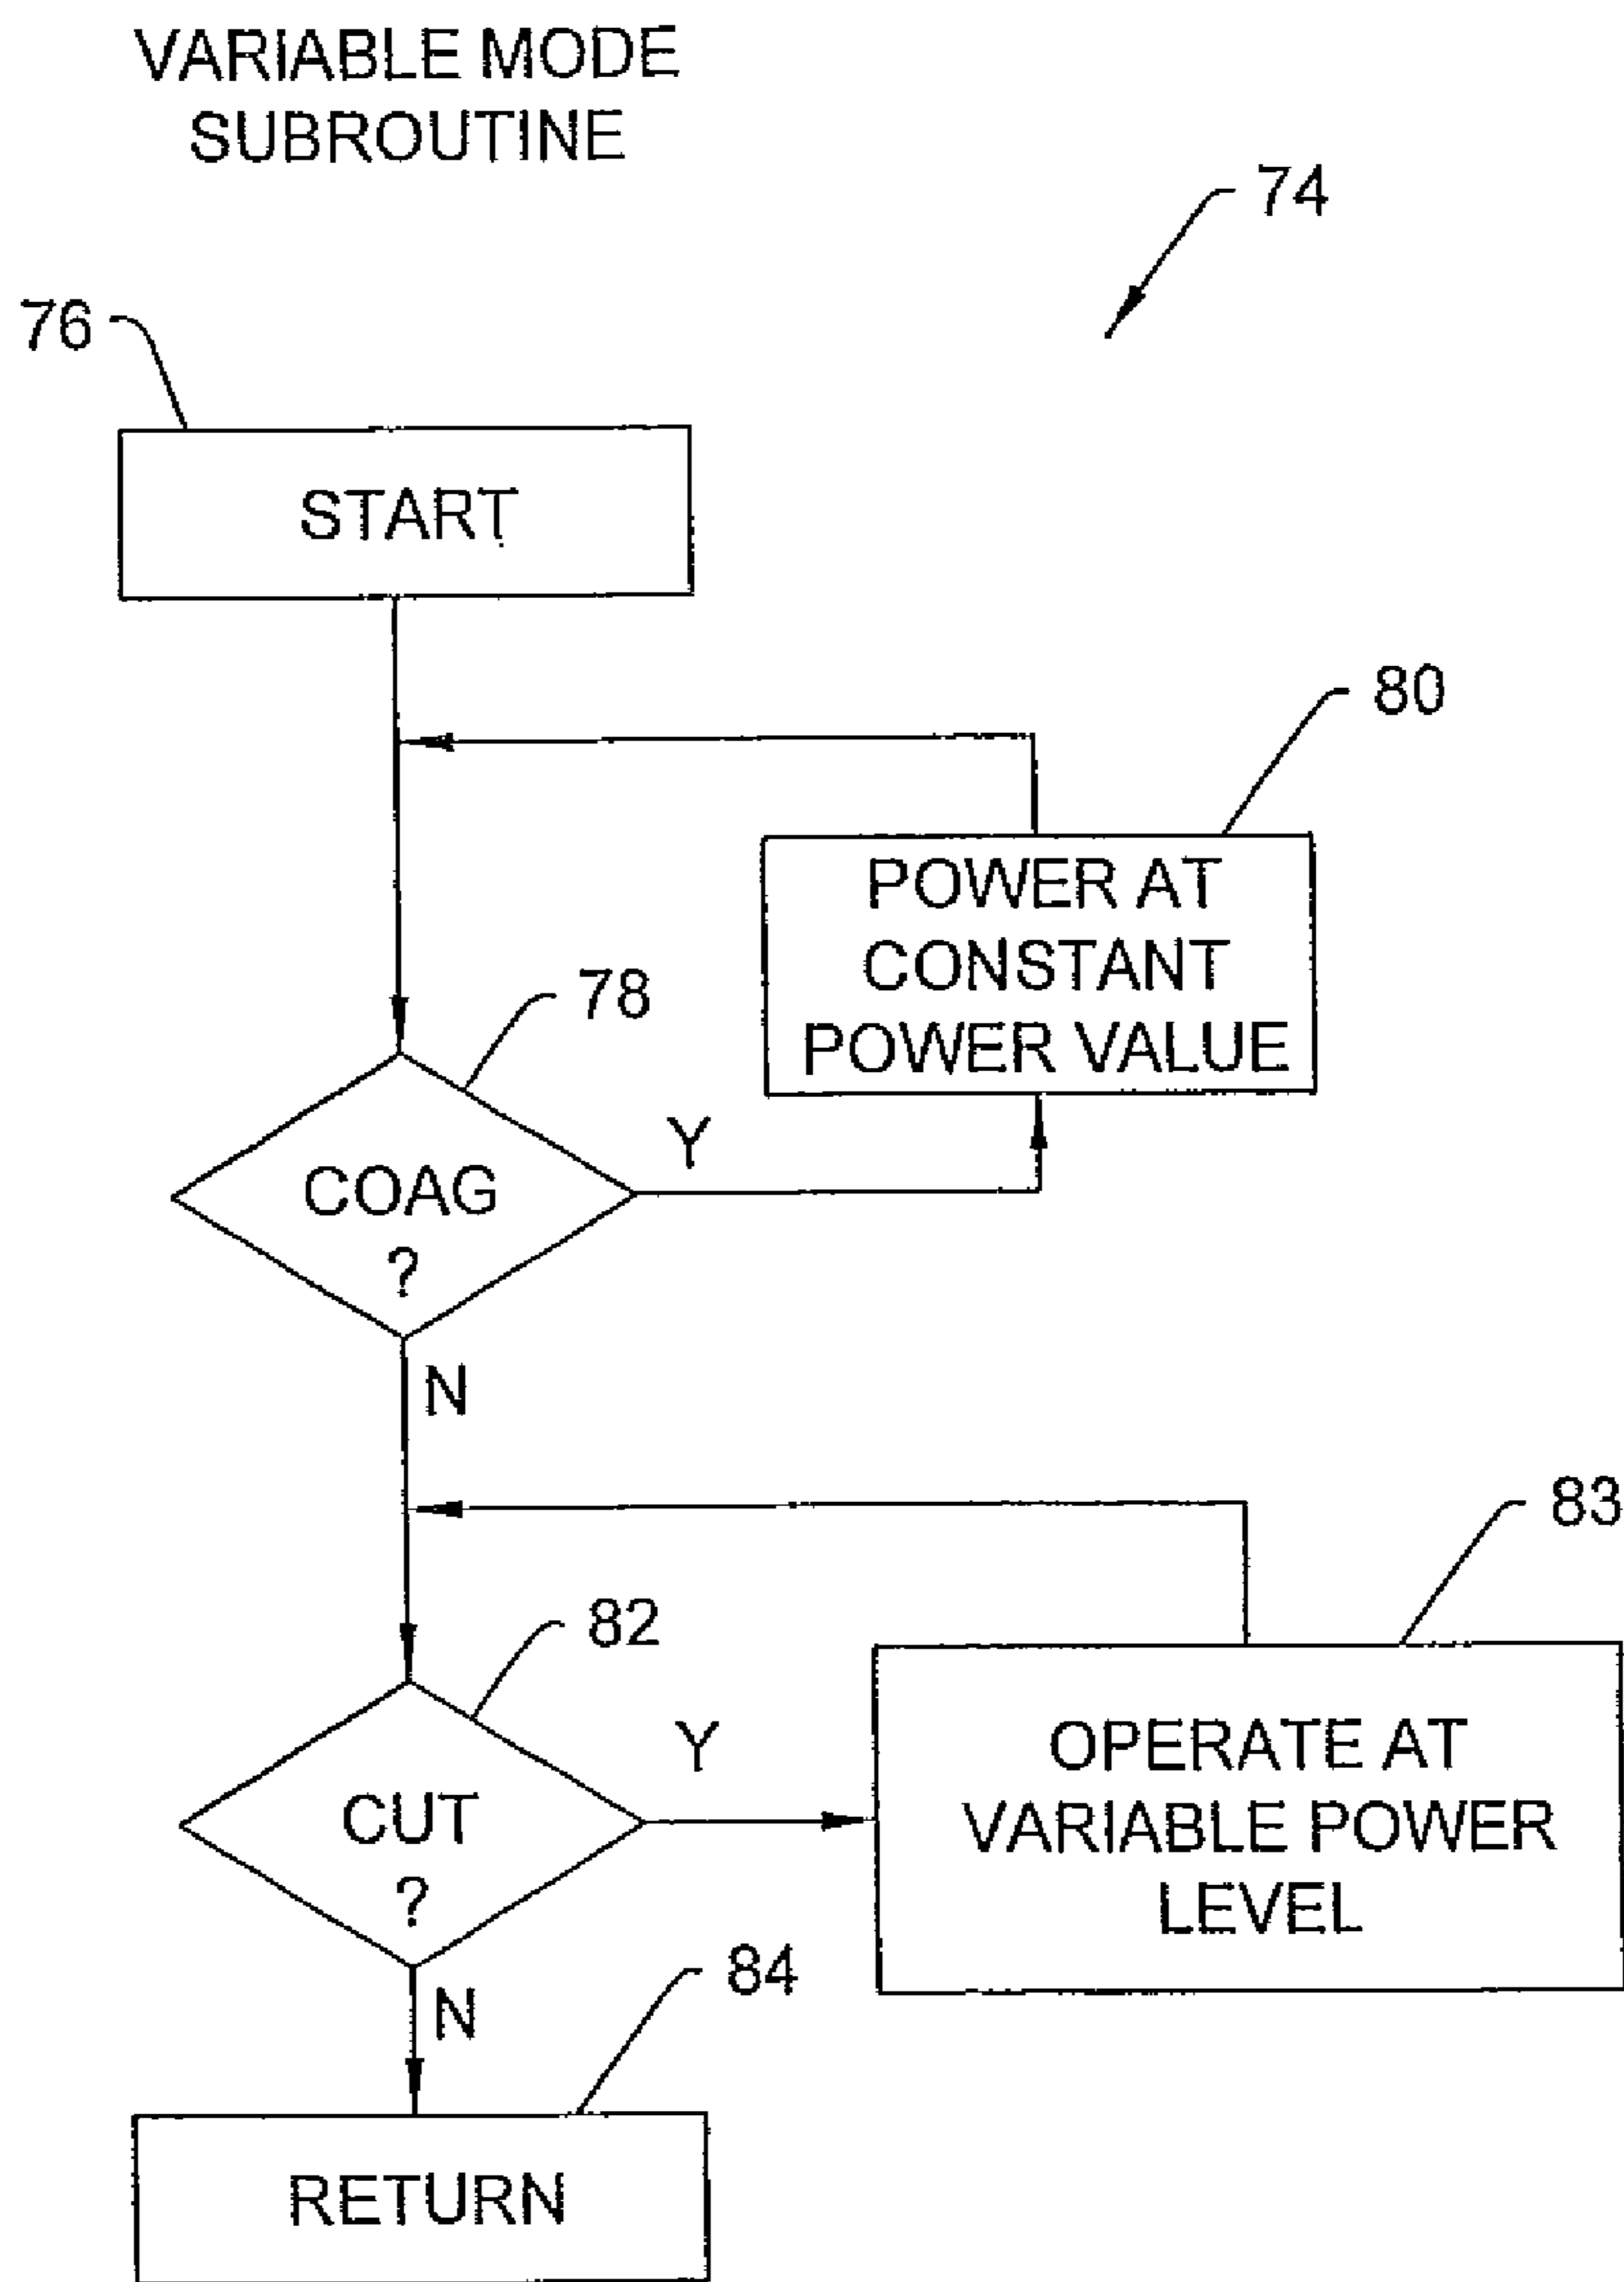 VARIABLE MODE
SUBROUTINE
74
76
START
80
POWER AT
CONSTANT
POWER VALUE
78
Y
COAG
?
N
83
82
Y
OPERATE AT
VARIABLE POWER
LEVEL
CUT
?
84
N
RETURN